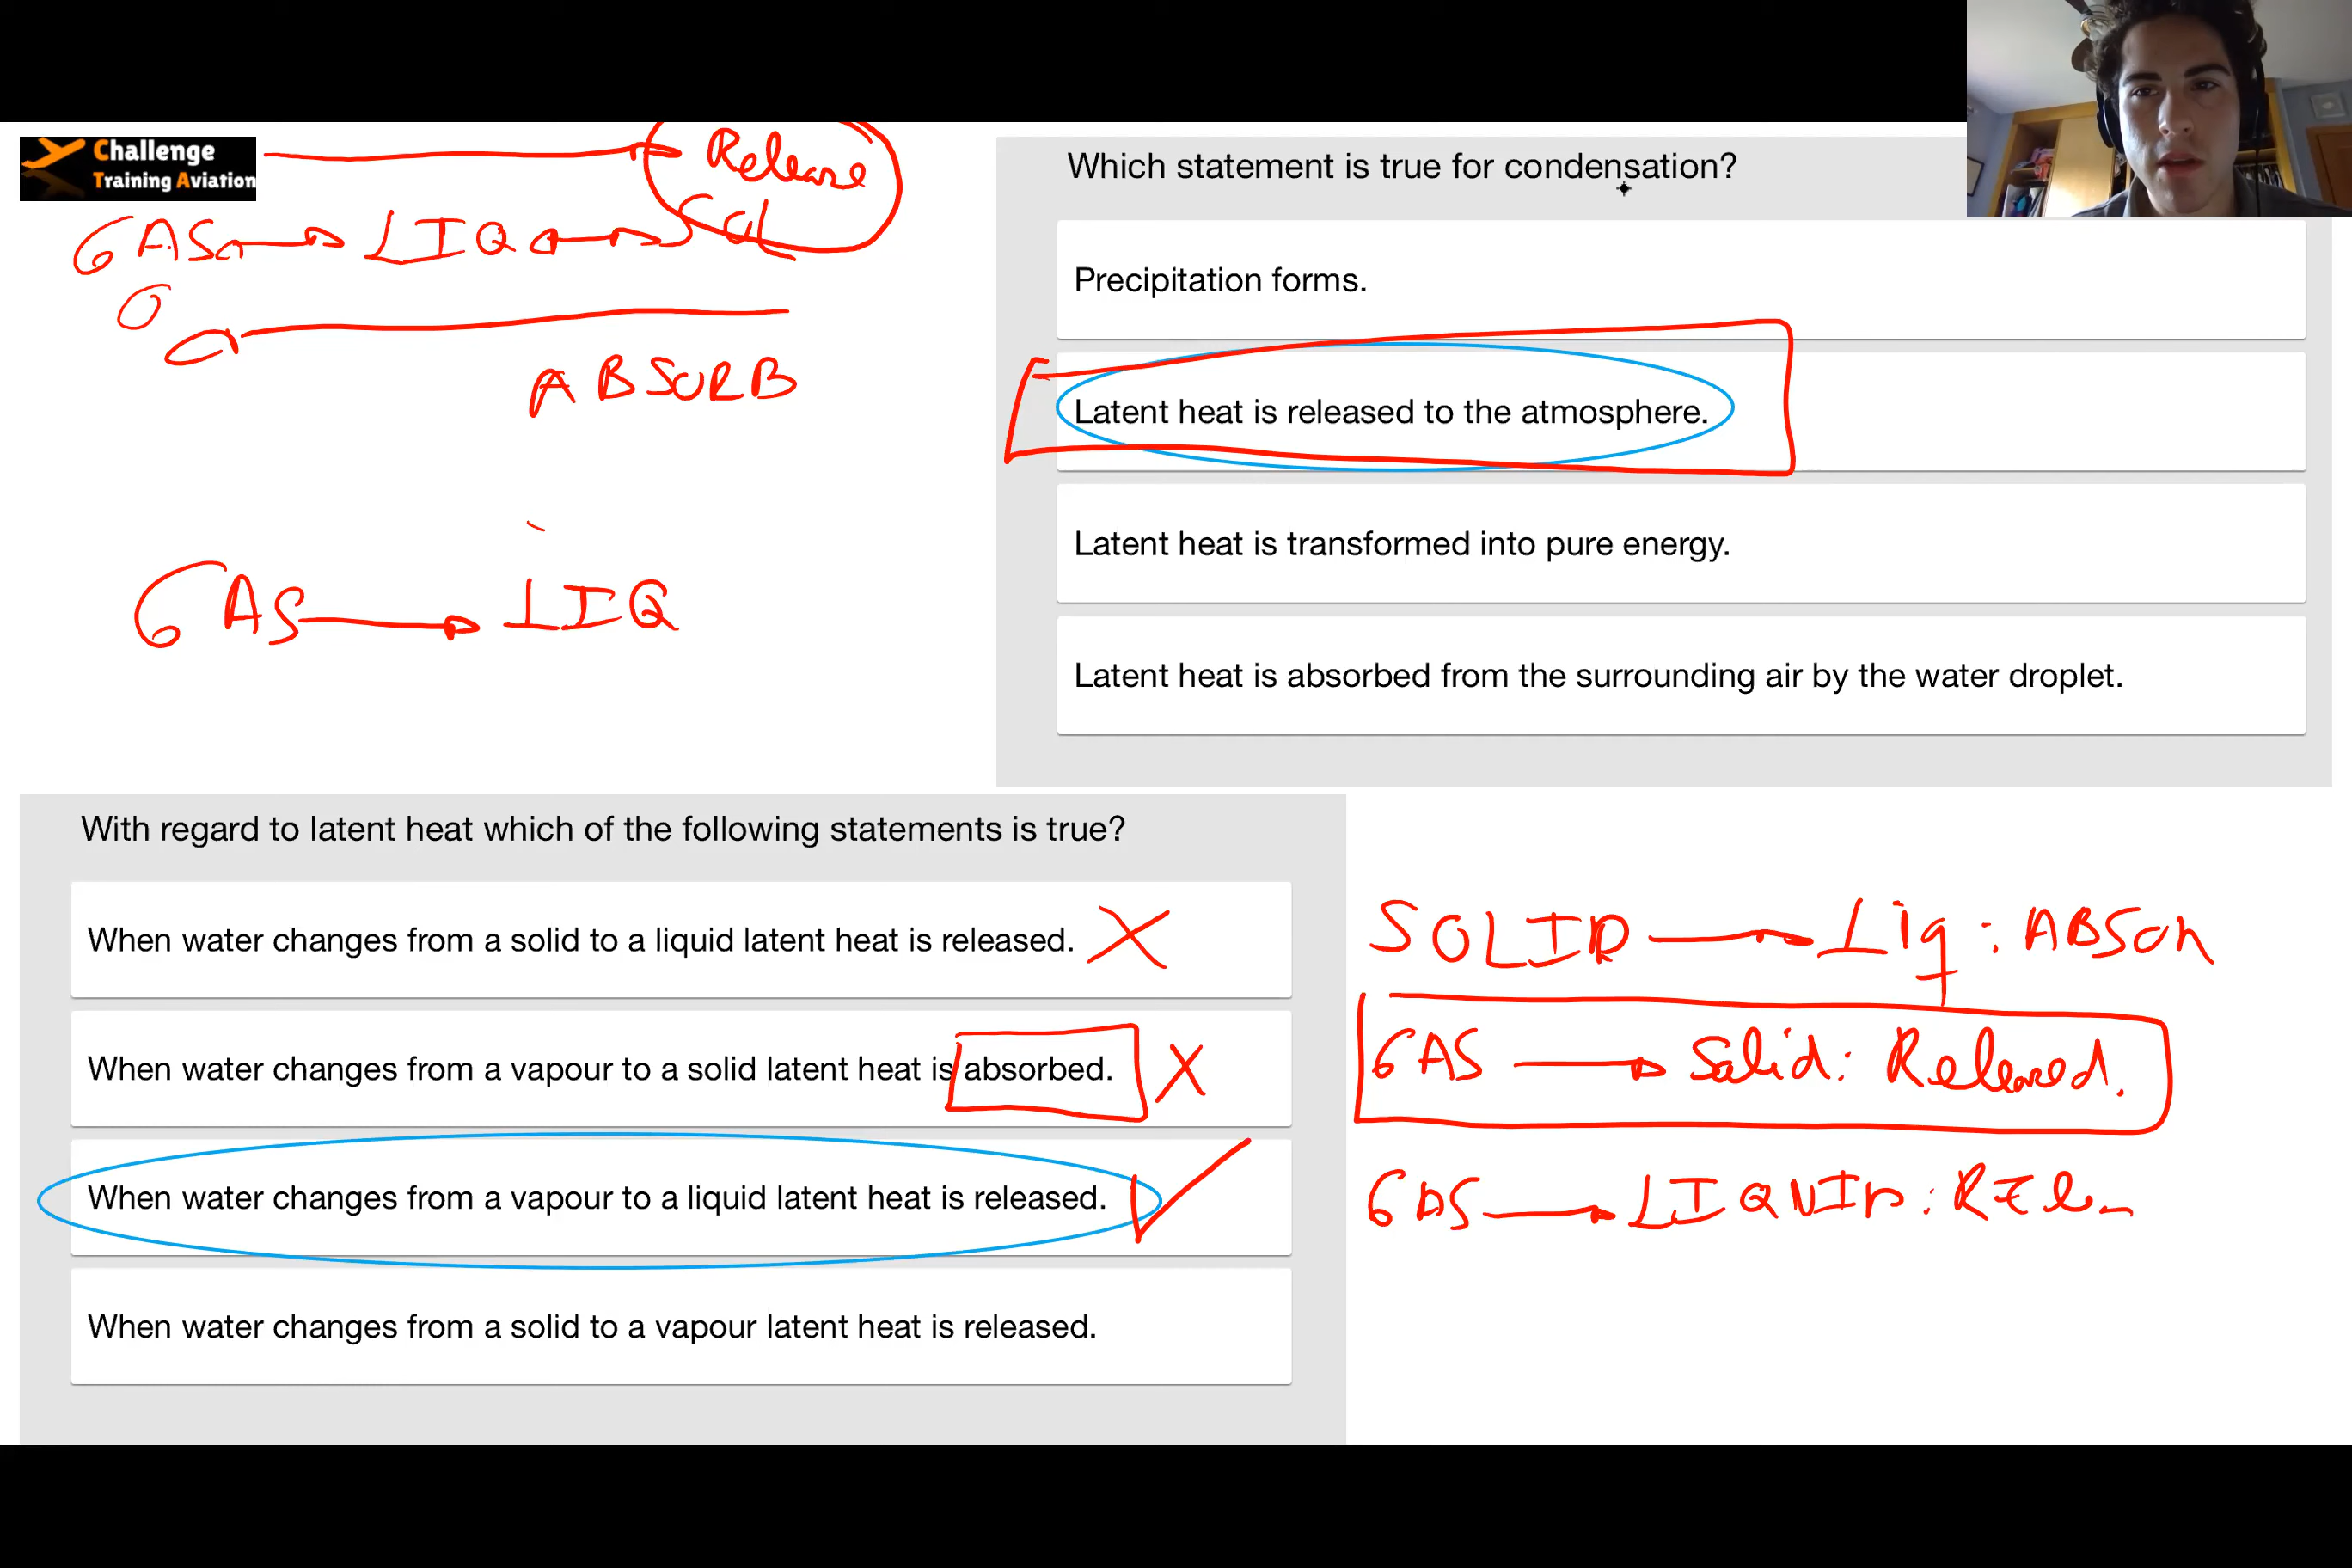 Challenge
Training Aviation
Release
GAS LIQ Sol
ABSORB
GAS LIQ
Which statement is true for condensation?
Precipitation forms.
Latent heat is released to the atmosphere.
Latent heat is transformed into pure energy.
Latent heat is absorbed from the surrounding air by the water droplet.
With regard to latent heat which of the following statements is true?
When water changes from a solid to a liquid latent heat is released.
When water changes from a vapour to a solid latent heat is absorbed.
When water changes from a vapour to a liquid latent heat is released.
When water changes from a solid to a vapour latent heat is released.
SOLID Liq : ABSOR
GAS Solid: Released.
GAS LIQUID: